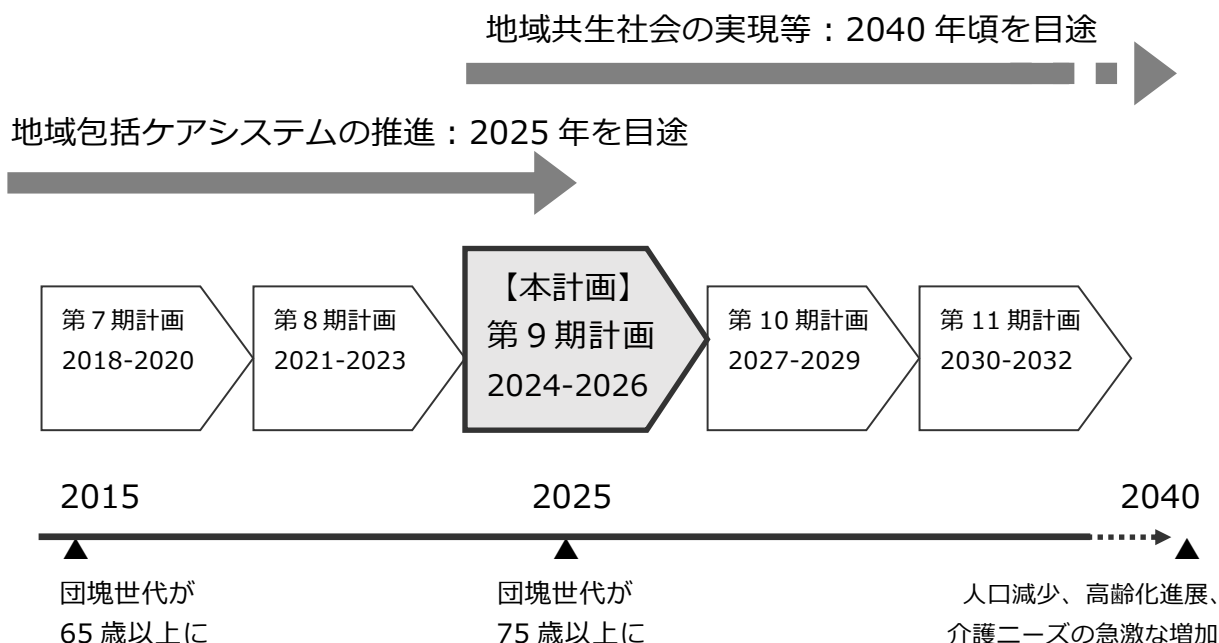 地域共生社会の実現等：2040 年頃を目途
地域包括ケアシステムの推進：2025 年を目途
第７期計画
2018-2020
第８期計画
2021-2023
【本計画】
第９期計画
2024-2026
第 10 期計画
2027-2029
第 11 期計画
2030-2032
2015
2025
2040
団塊世代が
65 歳以上に
団塊世代が
75 歳以上に
人口減少、高齢化進展、
介護ニーズの急激な増加